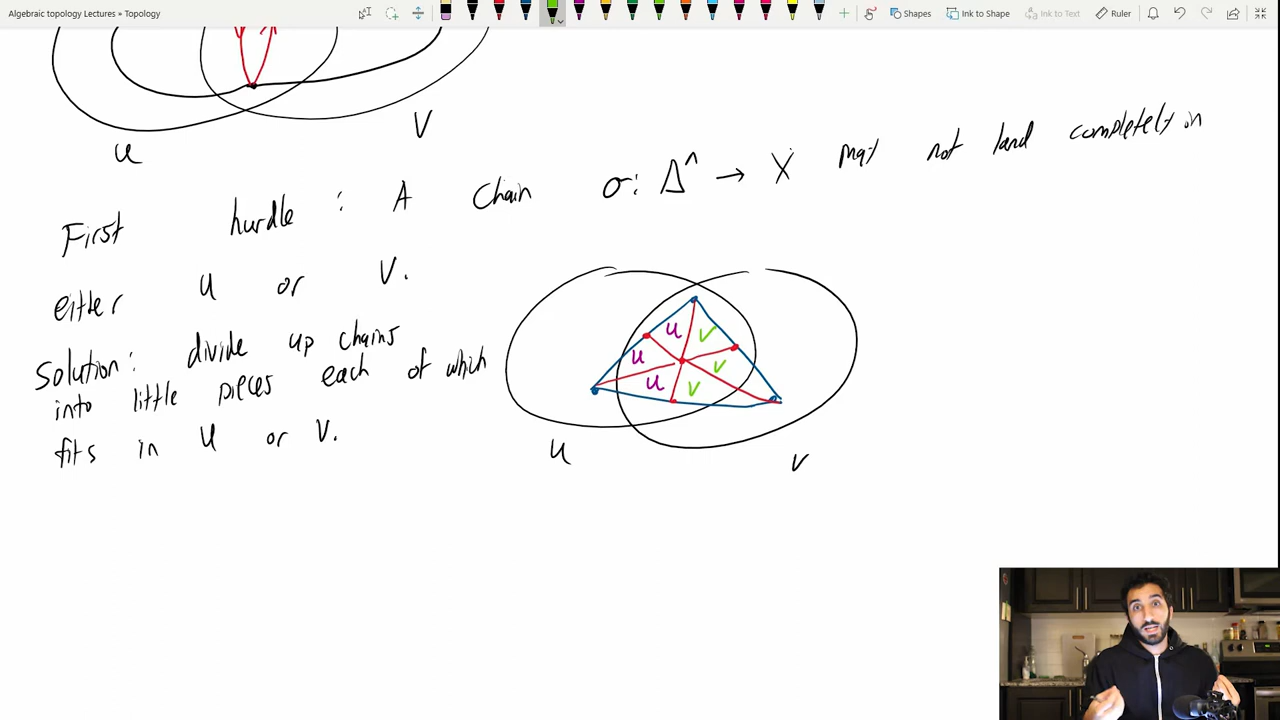 Algebraic topology Lectures » Topology
Shapes Ink to Shape Ink to Text Ruler
V
U
First hurdle : A chain σ: Δⁿ → X may not land completely in
either U or V.
Solution: divide up chains
into little pieces each of which
fits in U or V.
U V
U V
U V
U
V